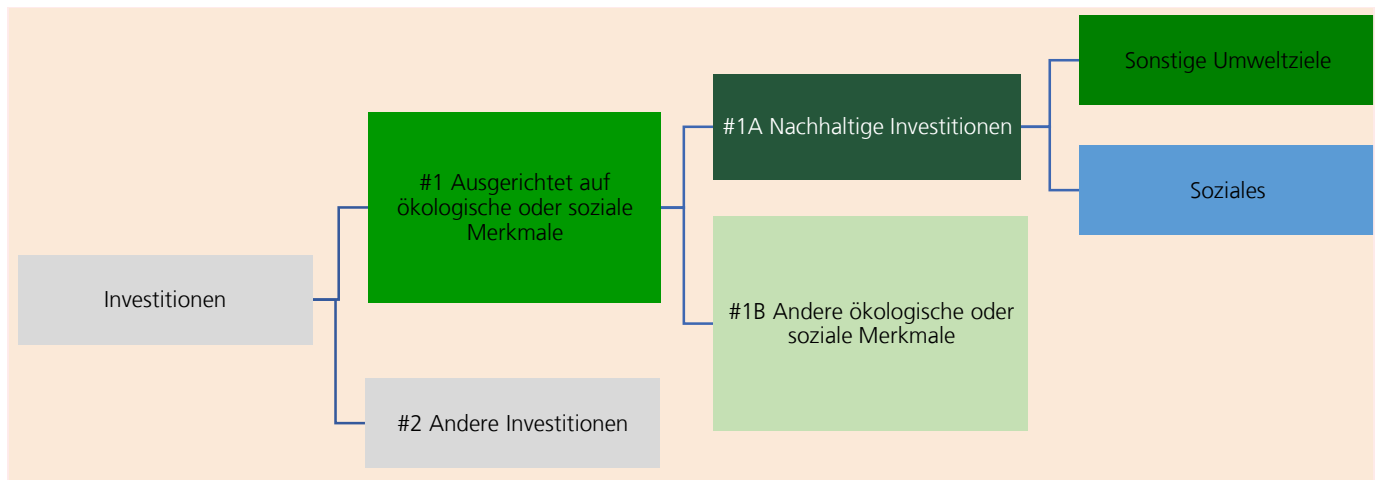 Investitionen
#1 Ausgerichtet auf
ökologische oder soziale
Merkmale
#2 Andere Investitionen
#1A Nachhaltige Investitionen
#1B Andere ökologische oder
soziale Merkmale
Sonstige Umweltziele
Soziales